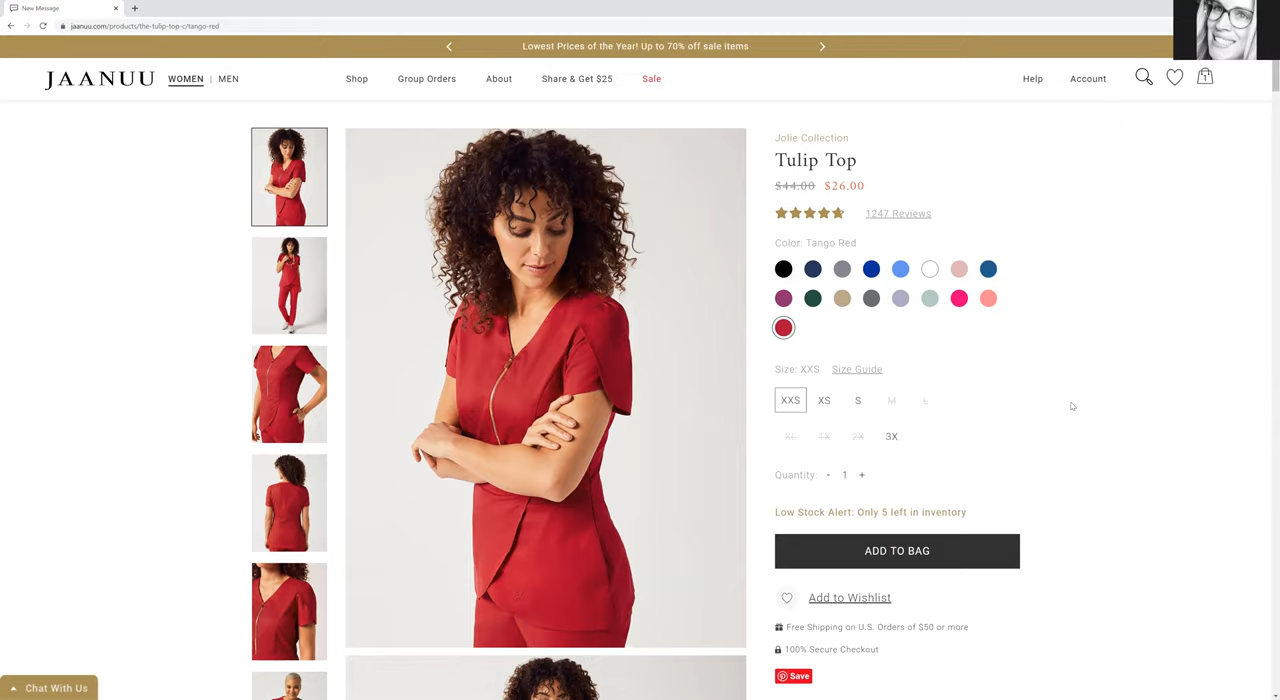 New Message
jaanuu.com/products/the-tulip-top-c/tango-red
Lowest Prices of the Year! Up to 70% off sale items
JAANUU WOMEN | MEN Shop Group Orders About Share & Get $25 Sale Help Account 1
Jolie Collection
Tulip Top
$44.00 $26.00
1247 Reviews
Color: Tango Red
Size: XXS Size Guide
XXS XS S M L
XL 1X 2X 3X
Quantity: - 1 +
Low Stock Alert: Only 5 left in inventory
ADD TO BAG
Add to Wishlist
Free Shipping on U.S. Orders of $50 or more
100% Secure Checkout
Save
Chat With Us